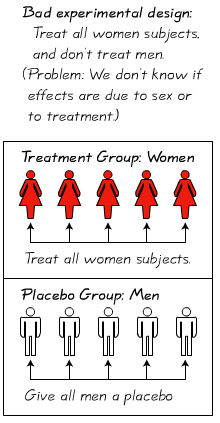 Bad experimental design:
Treat all women subjects,
and don't treat men.
(Problem: We don't know if
effects are due to sex or
to treatment.)
Treatment Group: Women
Treat all women subjects.
Placebo Group: Men
Give all men a placebo